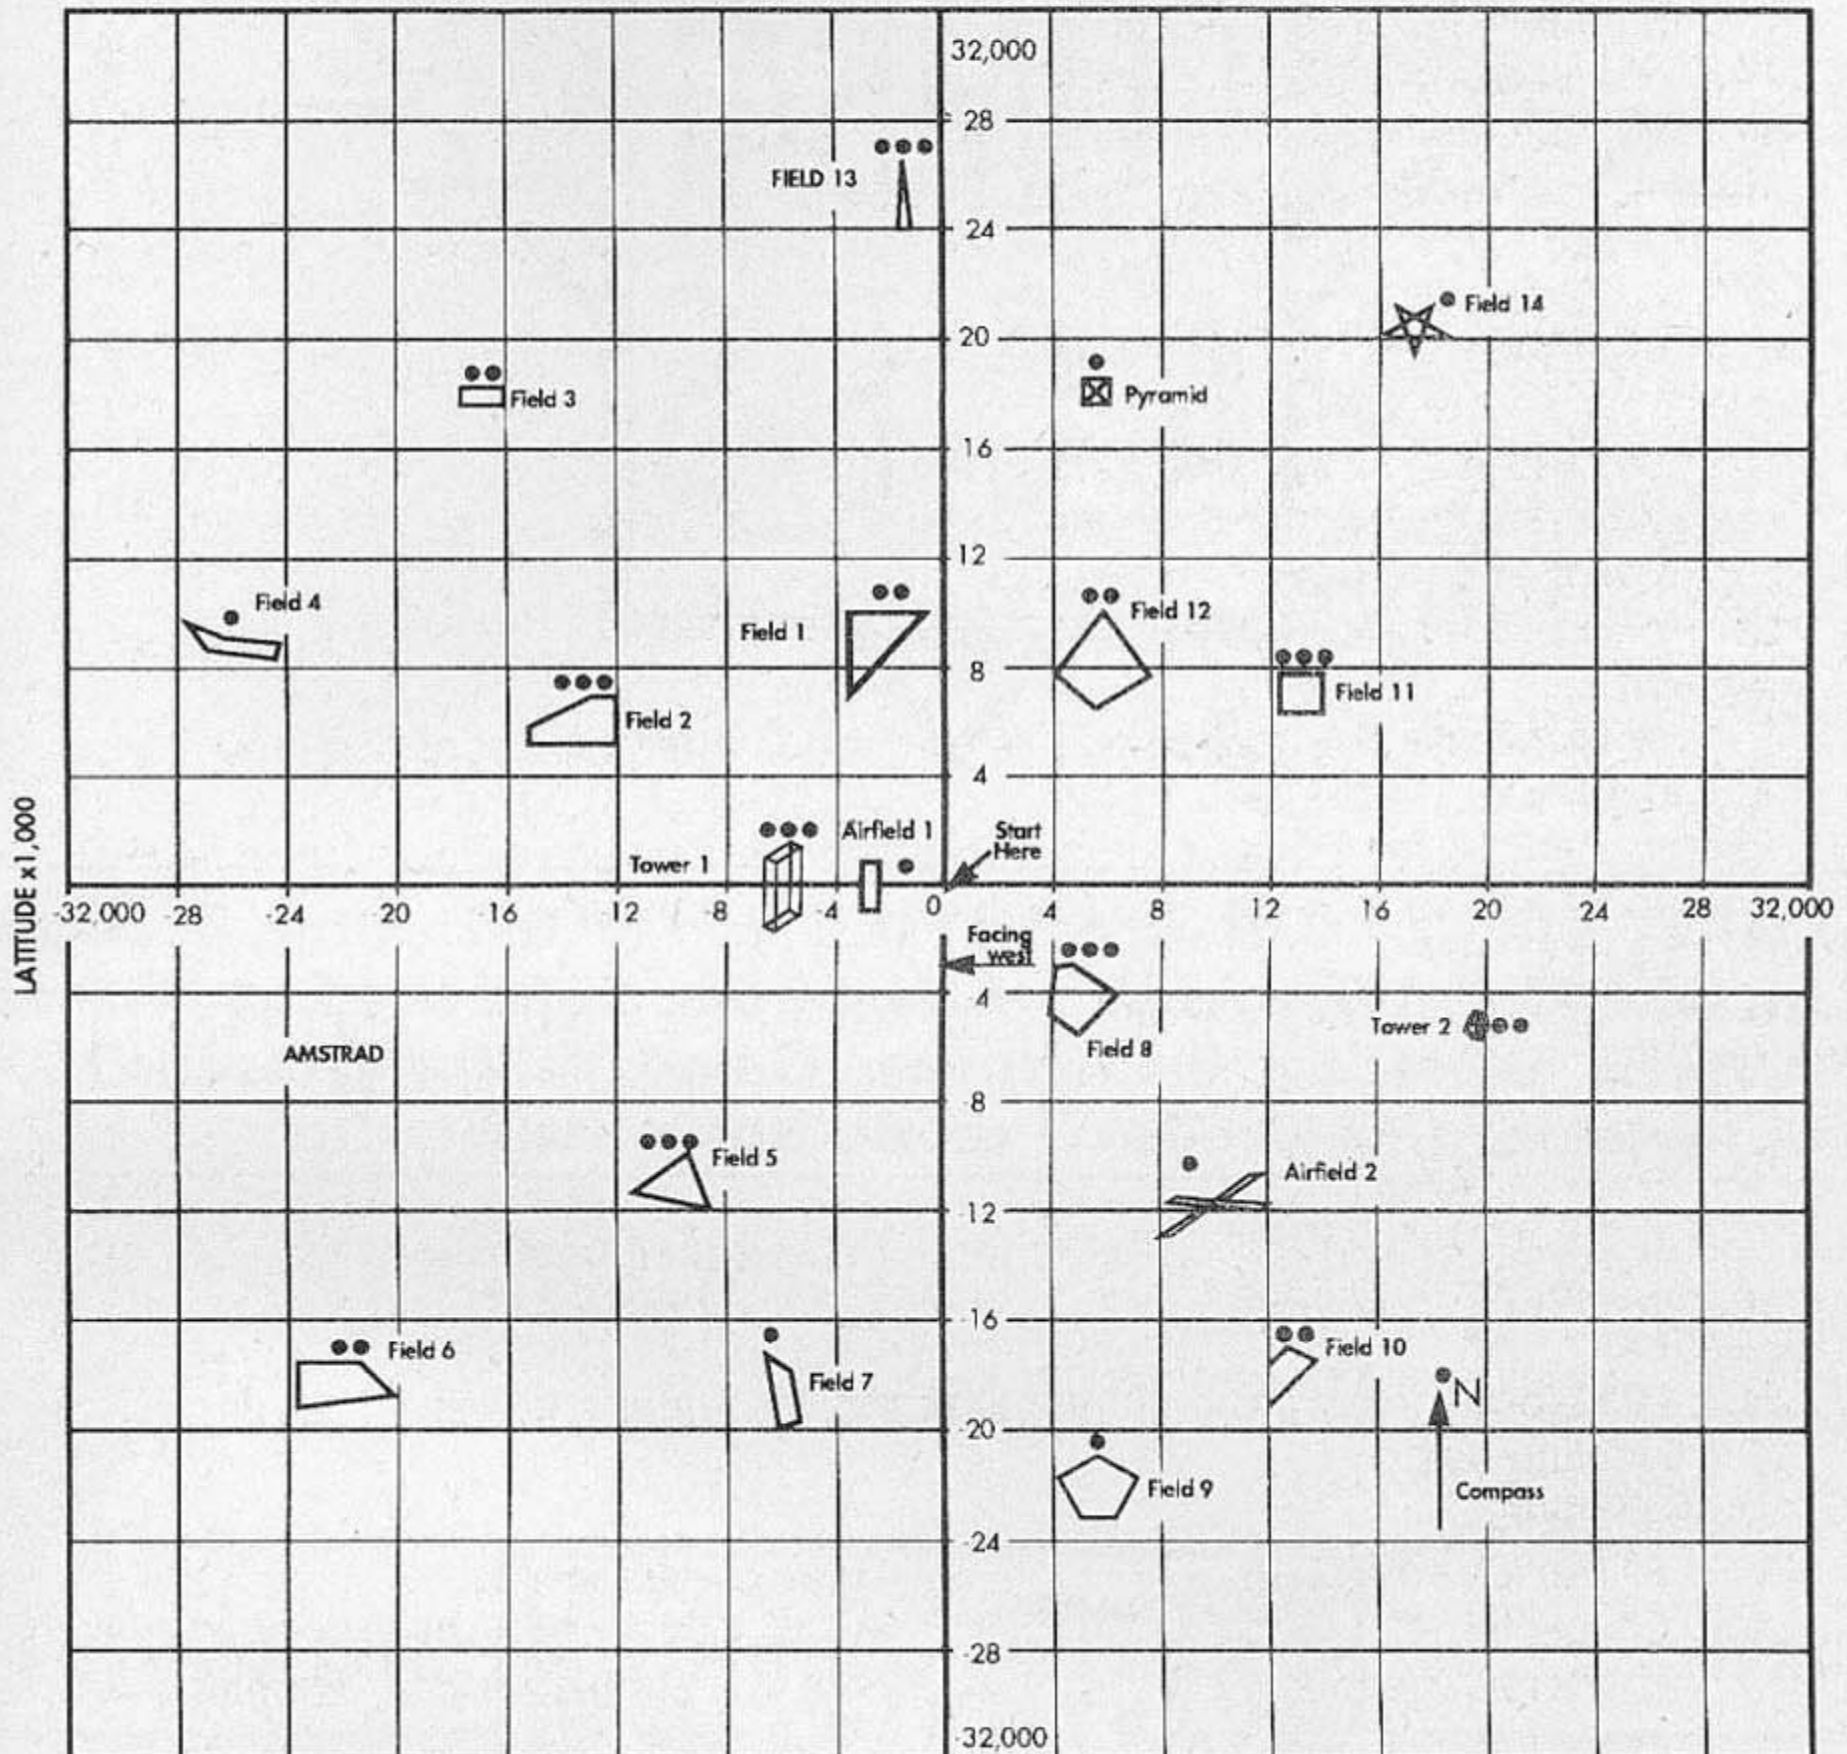 32,000
28
FIELD 13
24
Field 14
20
Field 3
Pyramid
16
12
Field 4
Field 1
Field 12
8
Field 11
Field 2
4
LATITUDE x1,000
Tower 1
Airfield 1
Start
Here
-32,000 -28 -24 -20 -16 -12 -8 -4 0 4 8 12 16 20 24 28 32,000
Facing
west
4
Tower 2
Field 8
AMSTRAD
8
Field 5
Airfield 2
-12
-16
Field 6
Field 10
Field 7
N
-20
Field 9
Compass
-24
-28
-32,000